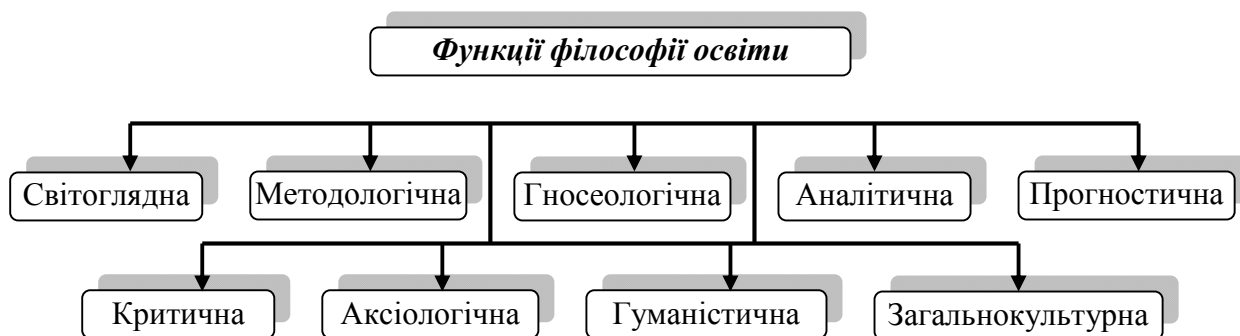 Функції філософії освіти
Світоглядна
Методологічна
Гносеологічна
Аналітична
Прогностична
Критична
Аксіологічна
Гуманістична
Загальнокультурна